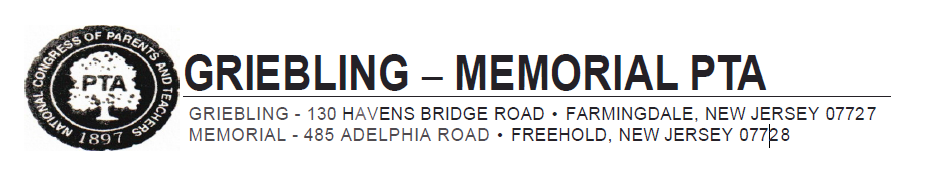 NATIONAL CONGRESS OF PARENTS AND TEACHERS
PTA
1897
GRIEBLING – MEMORIAL PTA
GRIEBLING - 130 HAVENS BRIDGE ROAD • FARMINGDALE, NEW JERSEY 07727
MEMORIAL - 485 ADELPHIA ROAD • FREEHOLD, NEW JERSEY 07728